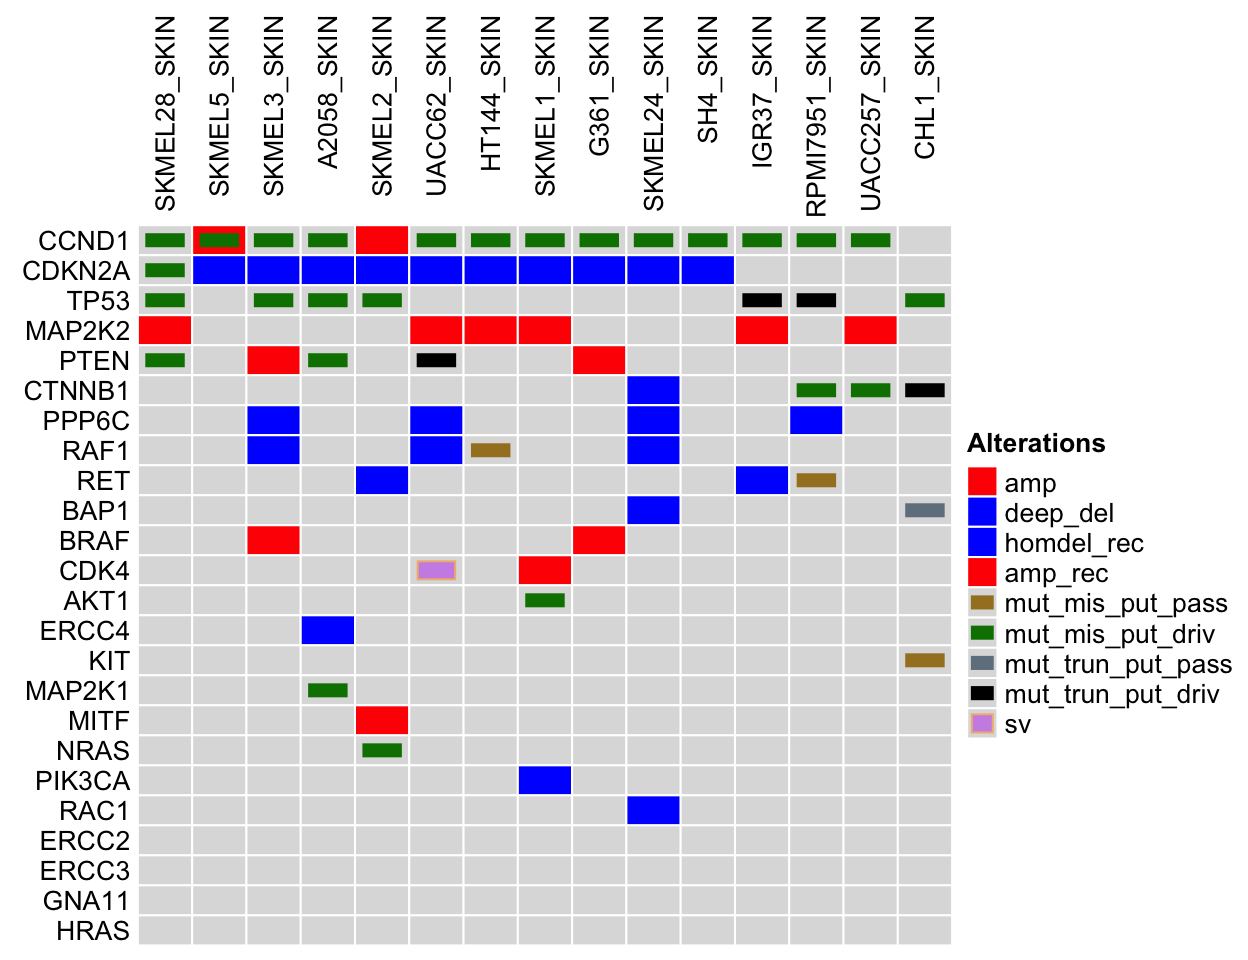 SKMEL28_SKIN
SKMEL5_SKIN
SKMEL3_SKIN
A2058_SKIN
SKMEL2_SKIN
UACC62_SKIN
HT144_SKIN
SKMEL1_SKIN
G361_SKIN
SKMEL24_SKIN
SH4_SKIN
IGR37_SKIN
RPMI7951_SKIN
UACC257_SKIN
CHL1_SKIN
CCND1
CDKN2A
TP53
MAP2K2
PTEN
CTNNB1
PPP6C
RAF1
RET
BAP1
BRAF
CDK4
AKT1
ERCC4
KIT
MAP2K1
MITF
NRAS
PIK3CA
RAC1
ERCC2
ERCC3
GNA11
HRAS
Alterations
amp
deep_del
homdel_rec
amp_rec
mut_mis_put_pass
mut_mis_put_driv
mut_trun_put_pass
mut_trun_put_driv
sv